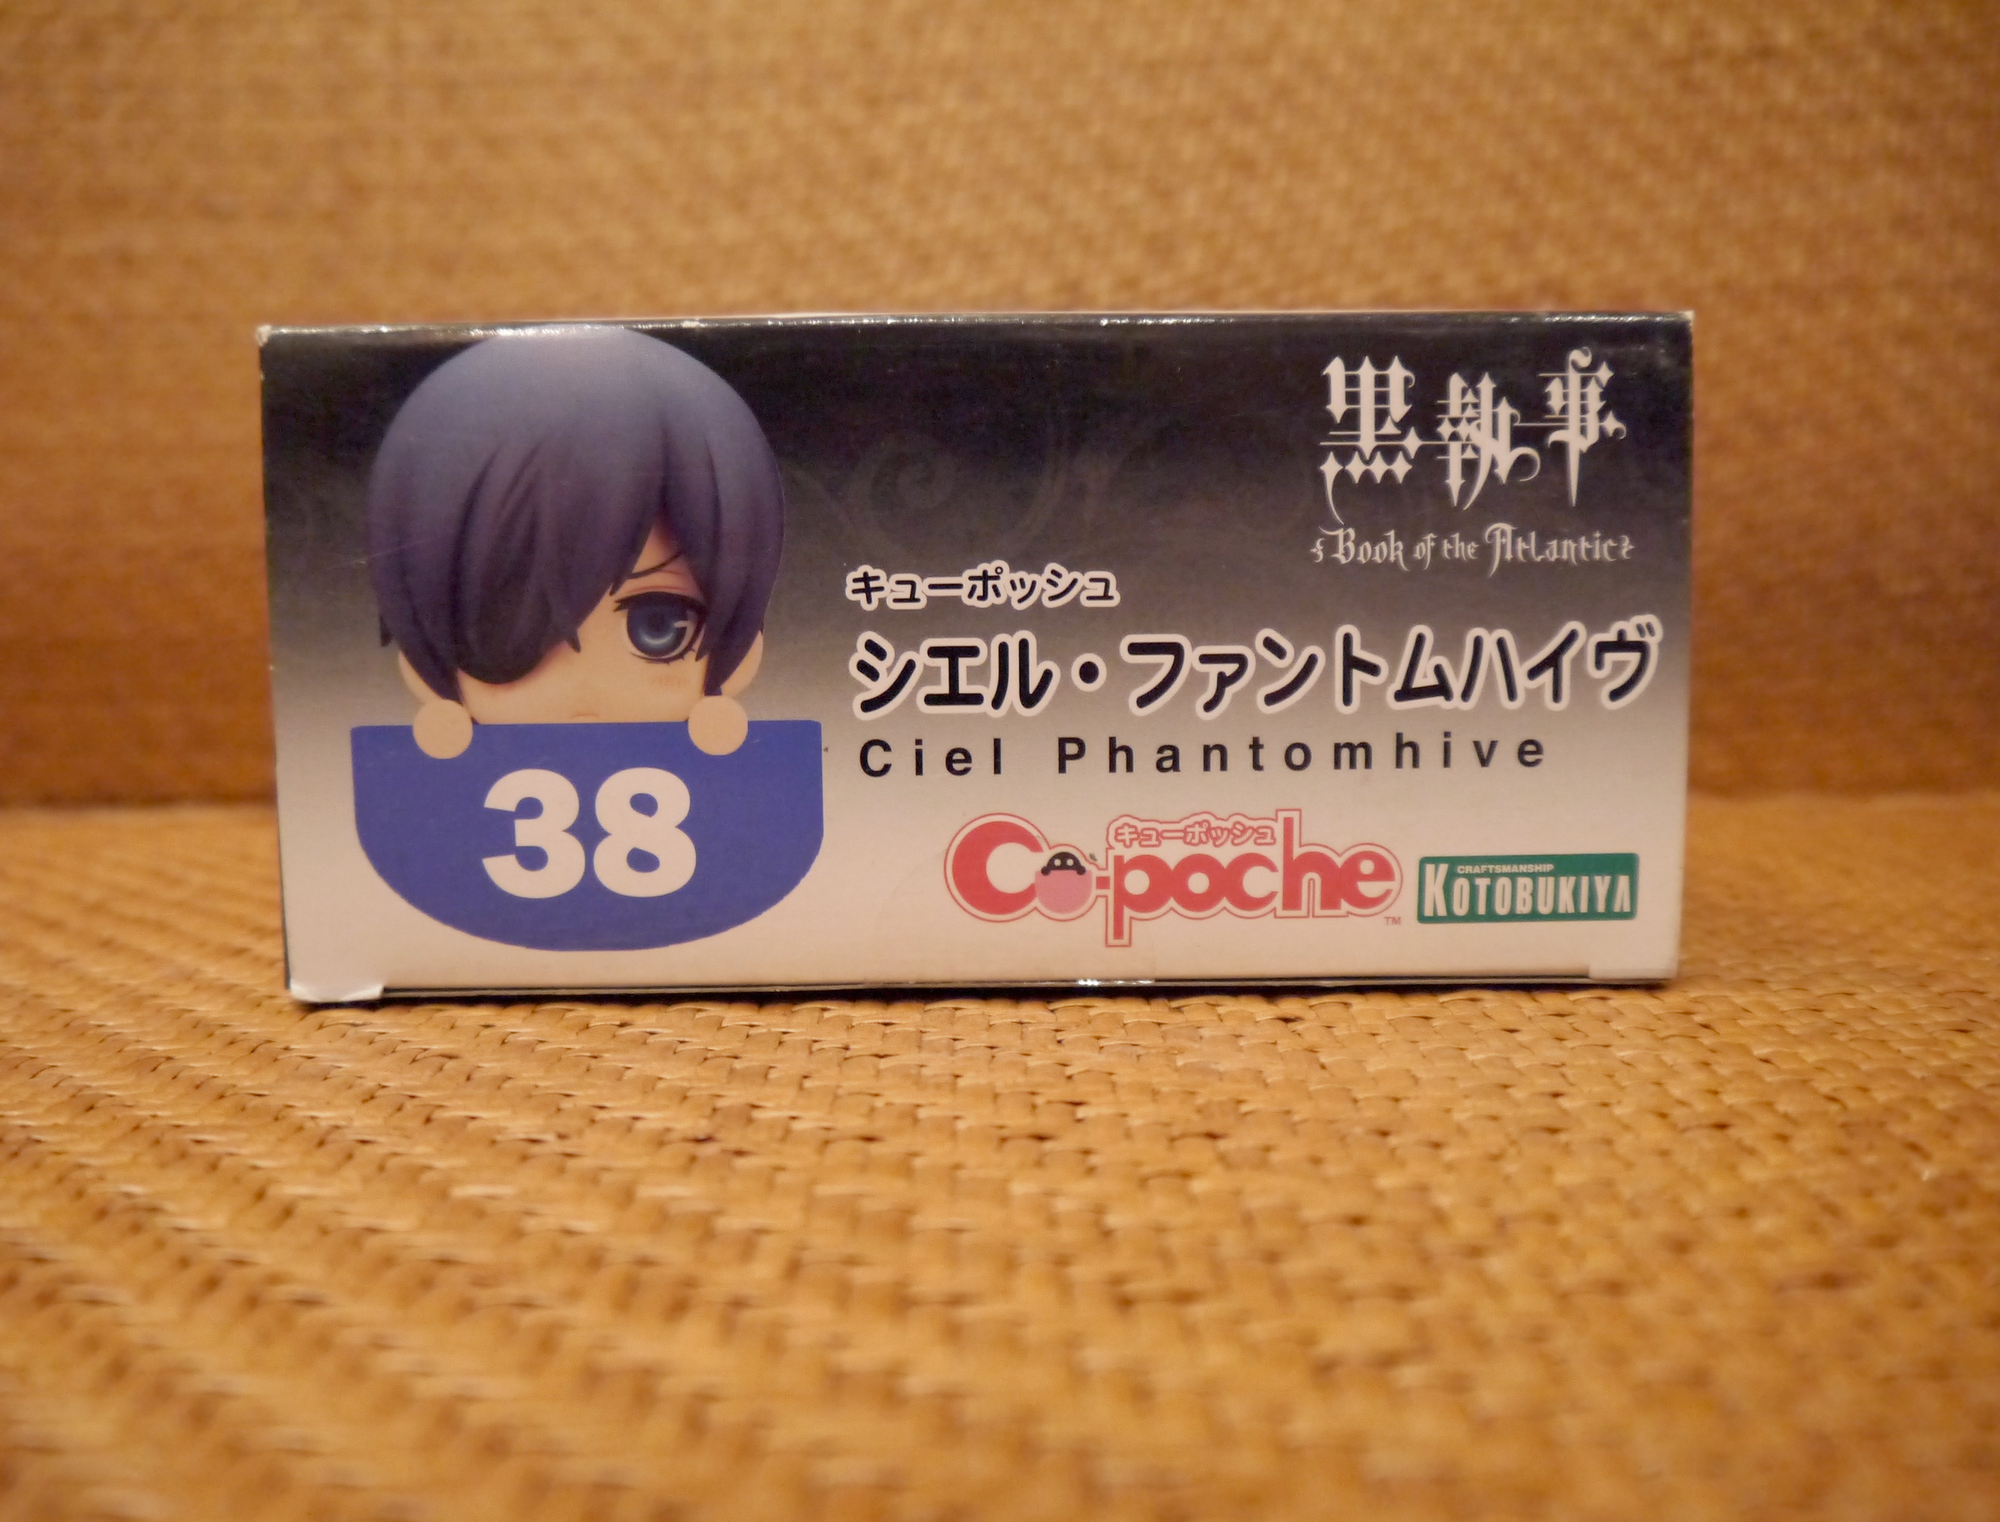 黒執事
Book of the Atlantic
キューポッシュ
シエル・ファントムハイヴ
Ciel Phantomhive
38
キューポッシュ
Cu-poche
TM
CRAFTSMANSHIP
KOTOBUKIYA